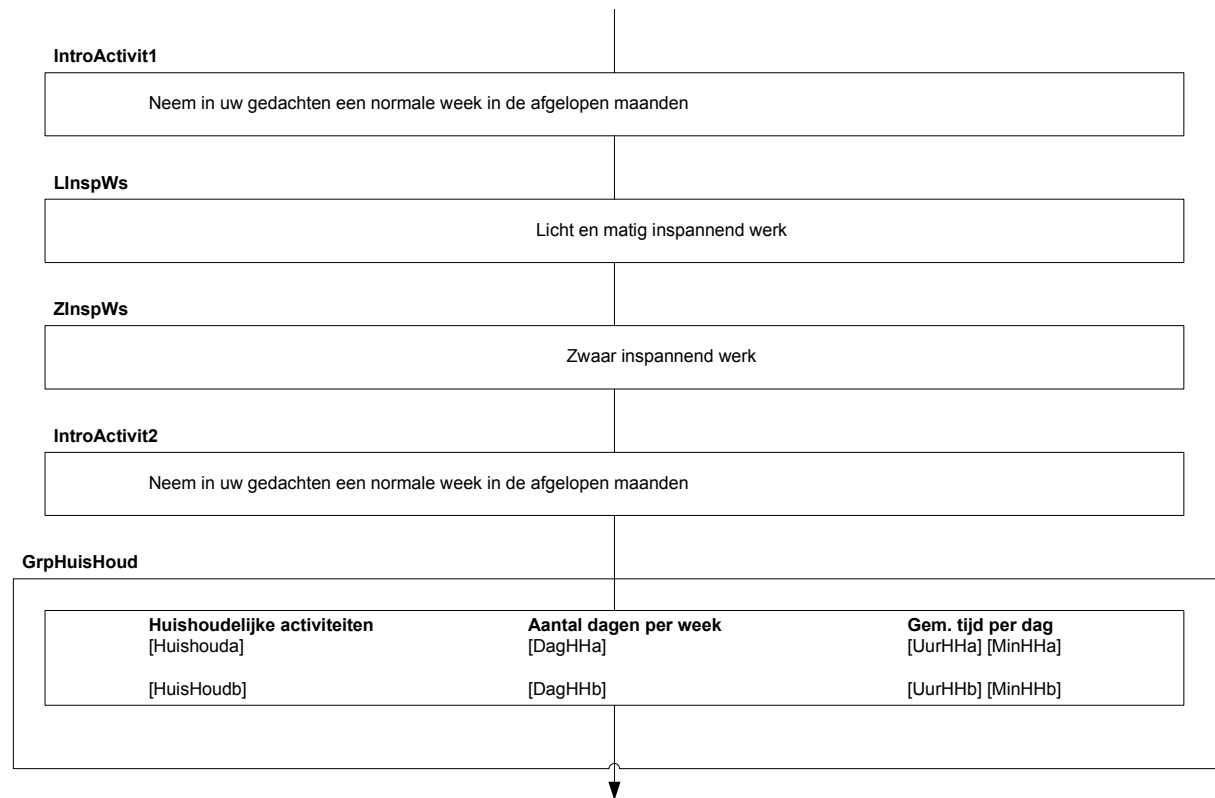 IntroActivit1
Neem in uw gedachten een normale week in de afgelopen maanden
LInspWs
Licht en matig inspannend werk
ZInspWs
Zwaar inspannend werk
IntroActivit2
Neem in uw gedachten een normale week in de afgelopen maanden
GrpHuisHoud
Huishoudelijke activiteiten Aantal dagen per week Gem. tijd per dag
[Huishouda] [DagHHa] [UurHHa] [MinHHa]
[HuisHoudb] [DagHHb] [UurHHb] [MinHHb]